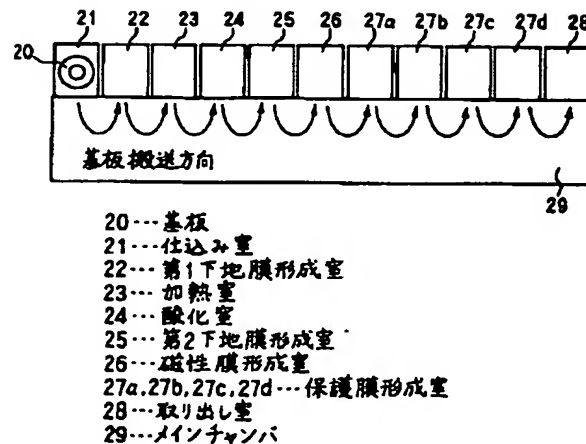 21 22 23 24 25 26 27a 27b 27c 27d 28
20
基板搬送方向
29
20…基板
21…仕込み室
22…第1下地膜形成室
23…加熱室
24…酸化室
25…第2下地膜形成室
26…磁性膜形成室
27a,27b,27c,27d…保護膜形成室
28…取り出し室
29…メインチャンバ